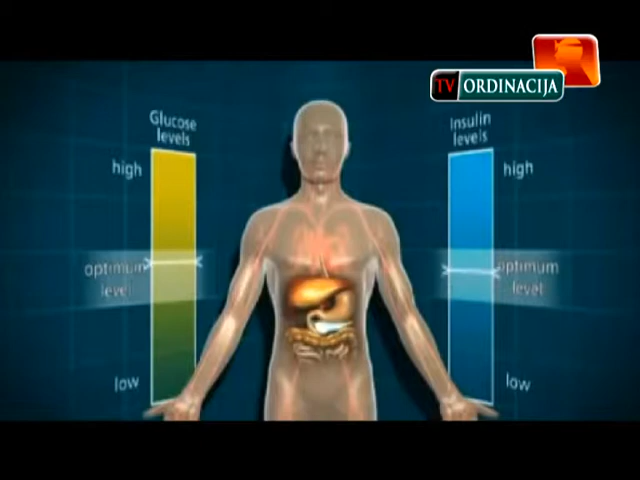 TV ORDINACIJA
Glucose
levels
high
optimum
level
low
Insulin
levels
high
optimum
level
low